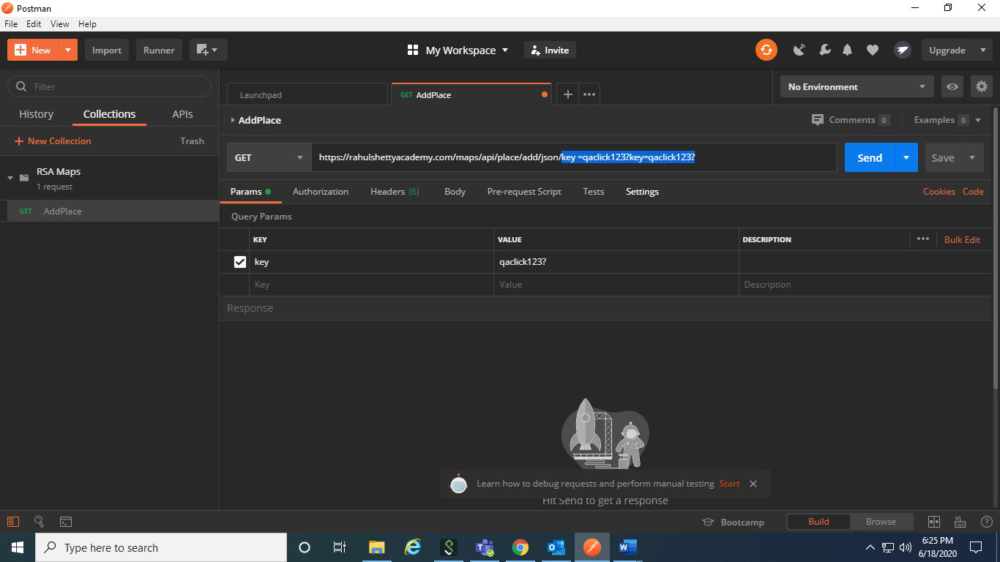 Postman
File Edit View Help
New Import Runner My Workspace Invite Upgrade
Filter
History Collections APIs
New Collection Trash
RSA Maps
1 request
GET AddPlace
Launchpad GET AddPlace No Environment
AddPlace Comments 0 Examples 0
GET https://rahulshettyacademy.com/maps/api/place/add/json/key =qaclick123?key=qaclick123? Send Save
Params Authorization Headers (6) Body Pre-request Script Tests Settings Cookies Code
Query Params
KEY VALUE DESCRIPTION Bulk Edit
key qaclick123?
Key Value Description
Response
Learn how to debug requests and perform manual testing Start
Hit Send to get a response
Bootcamp Build Browse
Type here to search
6:25 PM
6/18/2020